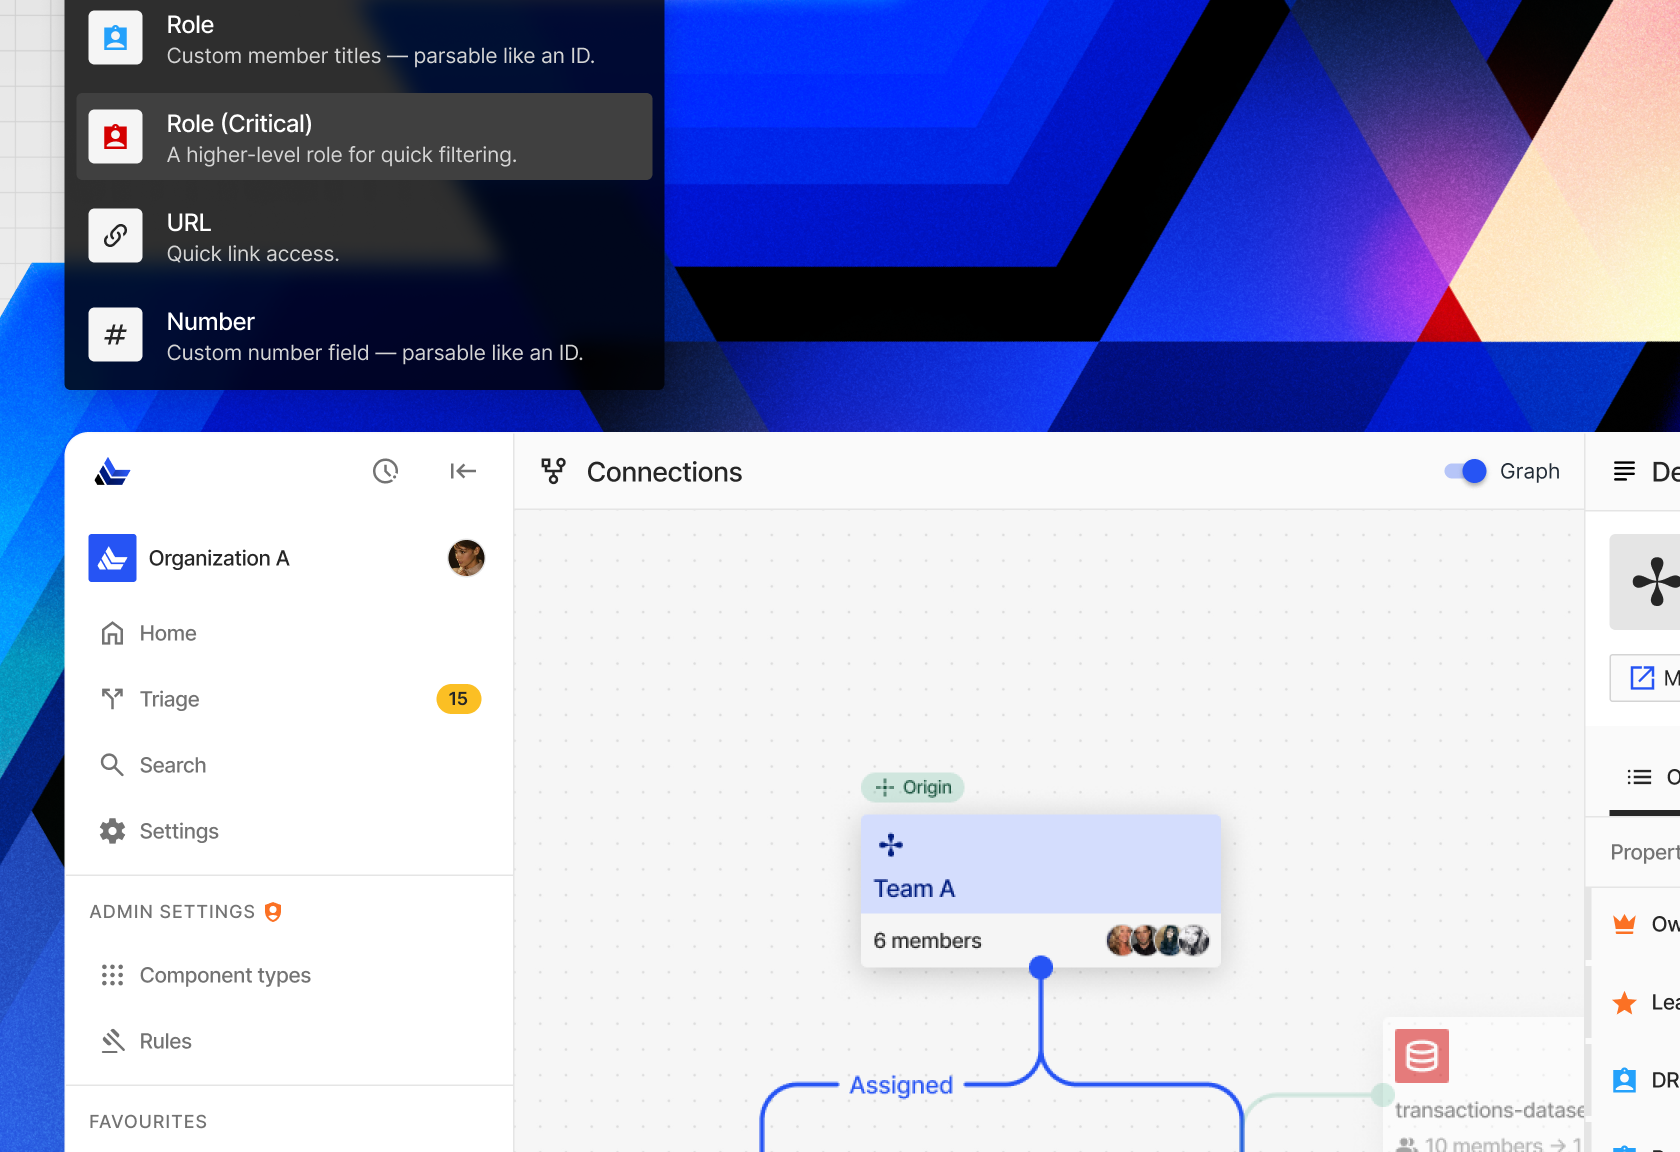 Role
Custom member titles — parsable like an ID.
Role (Critical)
A higher-level role for quick filtering.
URL
Quick link access.
Number
Custom number field — parsable like an ID.
Organization A
Home
Triage
15
Search
Settings
ADMIN SETTINGS
Component types
Rules
FAVOURITES
Connections
Graph
Origin
Team A
6 members
Assigned
transactions-datase
10 members → 1
De
M
O
Propert
Ow
Lea
DR